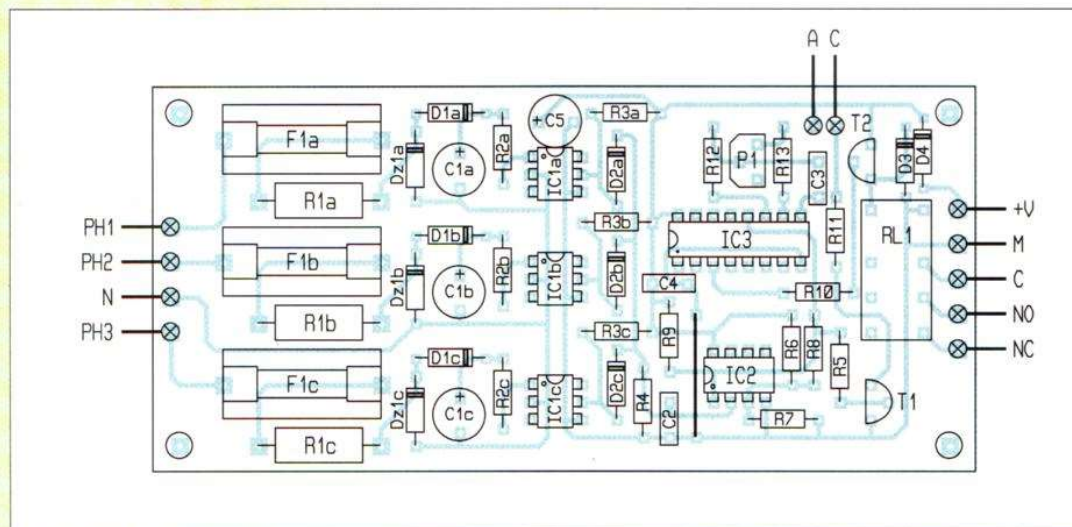 A C
D1a
+ C5
R3a
T2
F1a
Dz1a
+
C1a
R2a
IC1a
D2a
R12
P1
R13
C3
D3
D4
R1a
PH1
R3b
IC3
R11
RL1
+V
M
PH2
F1b
D1b
Dz1b
+
C1b
R2b
IC1b
D2b
C4
R10
C
N
R1b
R3c
R9
R6
R8
R5
NO
PH3
NC
F1c
D1c
Dz1c
+
C1c
R2c
IC1c
D2c
R4
C2
IC2
R7
T1
R1c